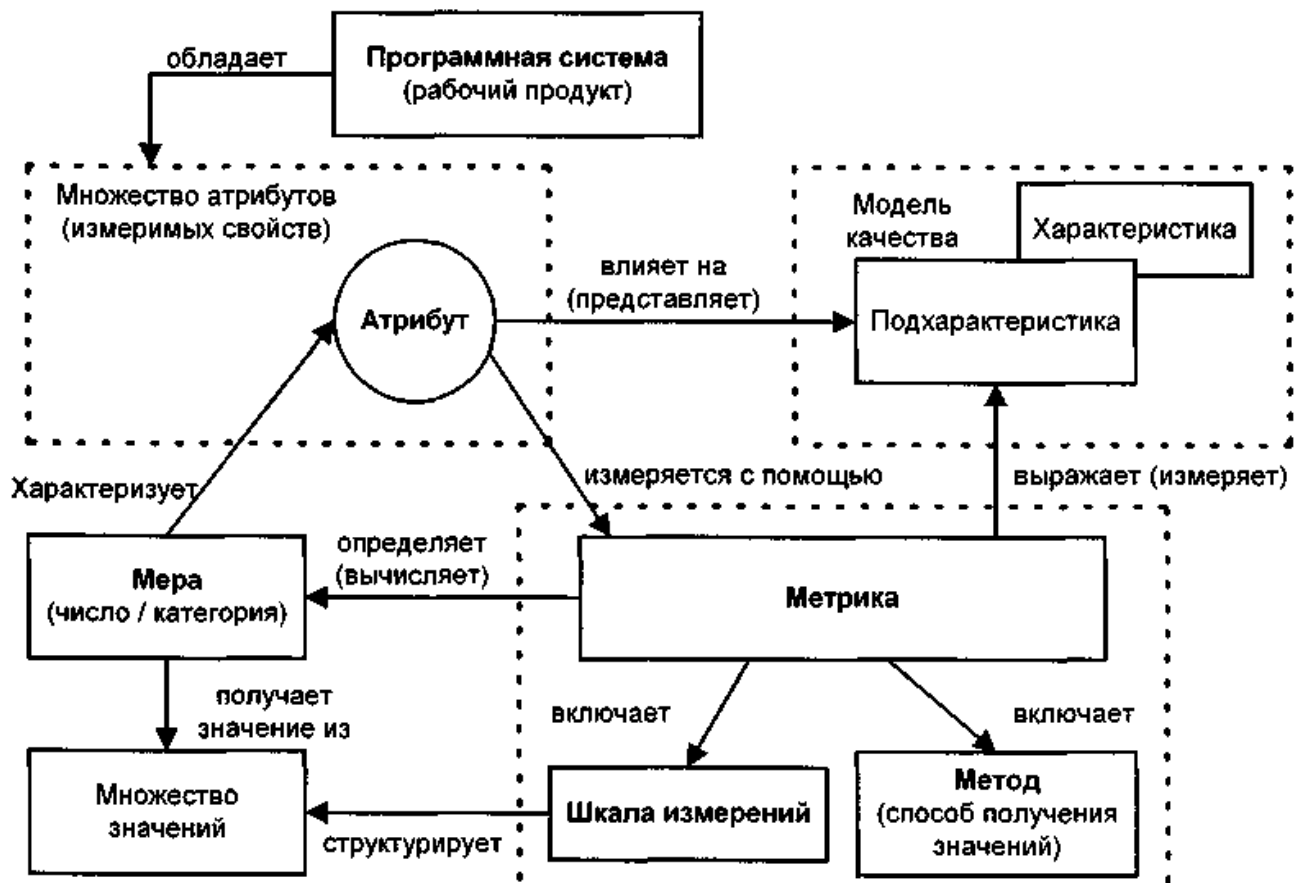 обладает
Программная система
(рабочий продукт)
Множество атрибутов
(измеримых свойств)
Атрибут
влияет на
(представляет)
Модель
качества
Характеристика
Подхарактеристика
Характеризует
измеряется с помощью
выражает (измеряет)
Мера
(число / категория)
определяет
(вычисляет)
Метрика
получает
значение из
включает
включает
Множество
значений
структурирует
Шкала измерений
Метод
(способ получения
значений)